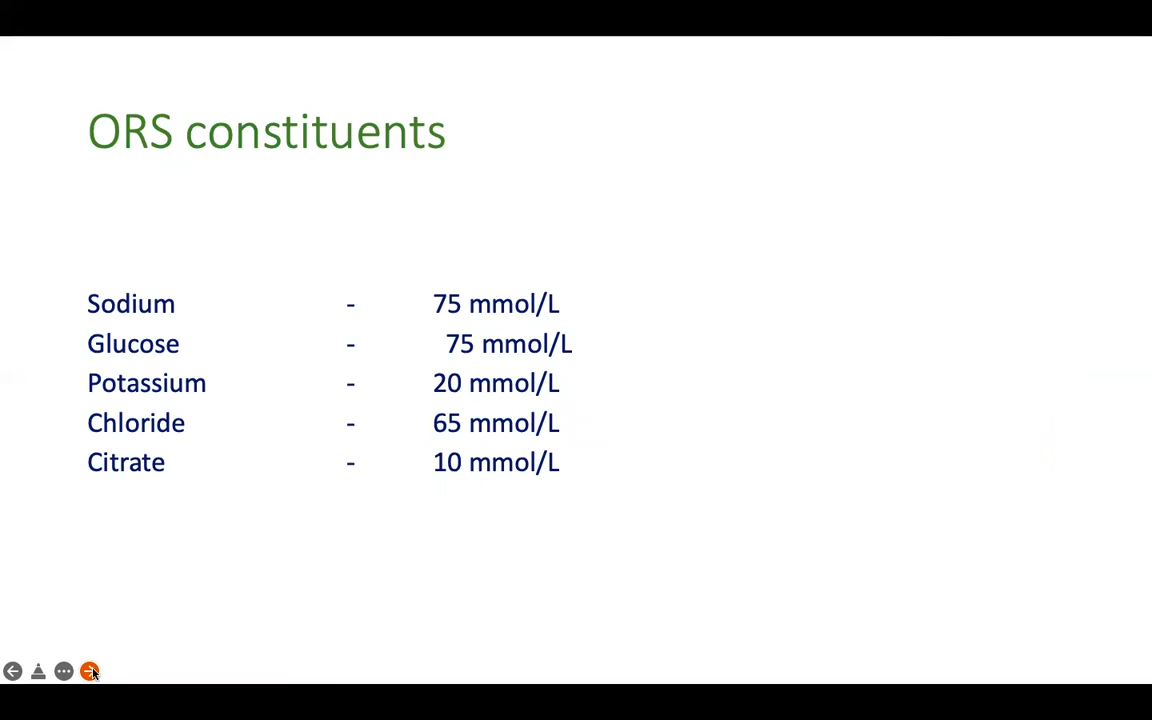 ORS constituents
Sodium - 75 mmol/L
Glucose - 75 mmol/L
Potassium - 20 mmol/L
Chloride - 65 mmol/L
Citrate - 10 mmol/L